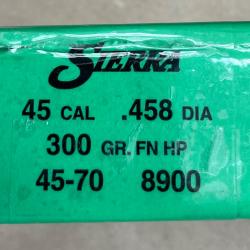 SIERRA
45 CAL .458 DIA
300 GR. FN HP
45-70 8900